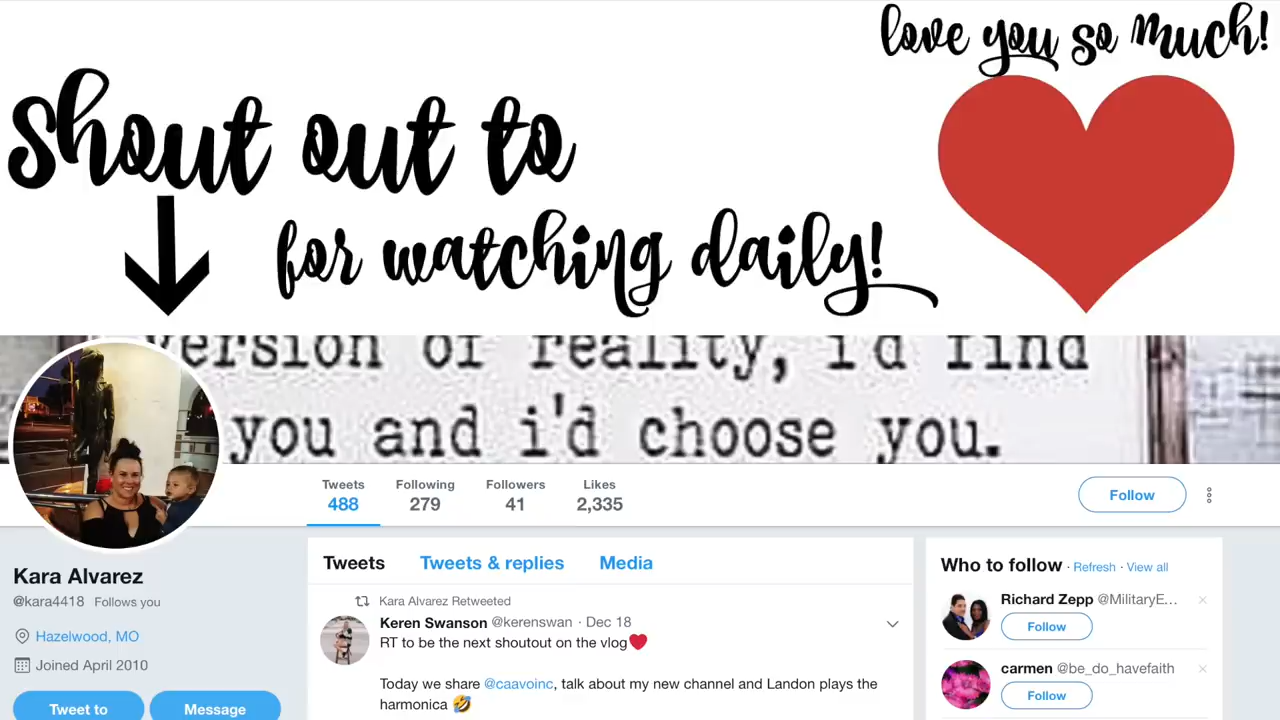 love you so much!
shout out to
for watching daily!
version of reality, i'd find
you and i'd choose you.
Tweets Following Followers Likes
488 279 41 2,335
Follow
Kara Alvarez
@kara4418 Follows you
Hazelwood, MO
Joined April 2010
Tweet to Message
Tweets Tweets & replies Media
Kara Alvarez Retweeted
Keren Swanson @kerenswan · Dec 18
RT to be the next shoutout on the vlog❤️
Today we share @caavoinc, talk about my new channel and Landon plays the
harmonica 🤣
Who to follow · Refresh · View all
Richard Zepp @MilitaryE...
Follow
carmen @be_do_havefaith
Follow